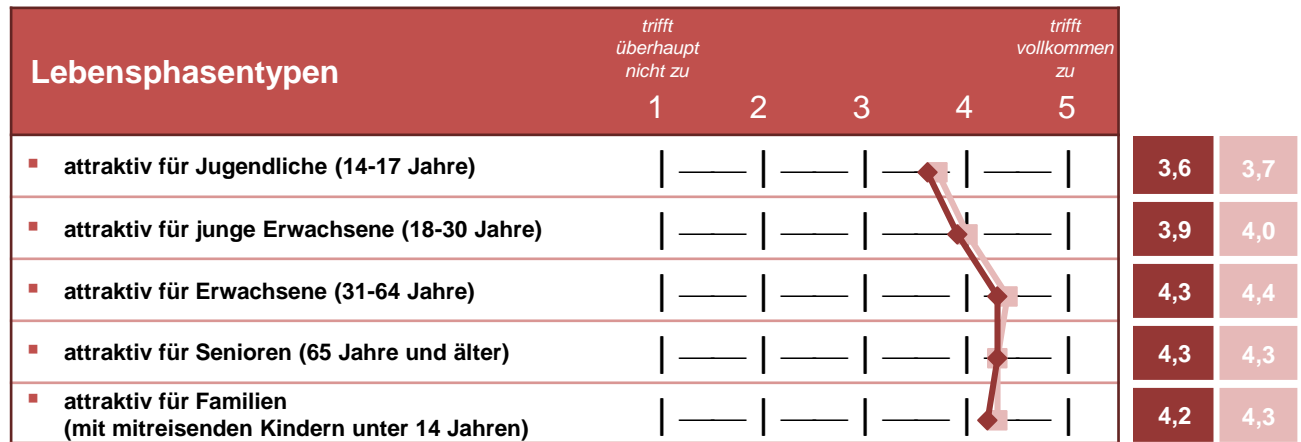 Lebensphasentypen
trifft
überhaupt
nicht zu
trifft
vollkommen
zu
1 2 3 4 5
▪ attraktiv für Jugendliche (14-17 Jahre) 3,6 3,7
▪ attraktiv für junge Erwachsene (18-30 Jahre) 3,9 4,0
▪ attraktiv für Erwachsene (31-64 Jahre) 4,3 4,4
▪ attraktiv für Senioren (65 Jahre und älter) 4,3 4,3
▪ attraktiv für Familien
(mit mitreisenden Kindern unter 14 Jahren) 4,2 4,3